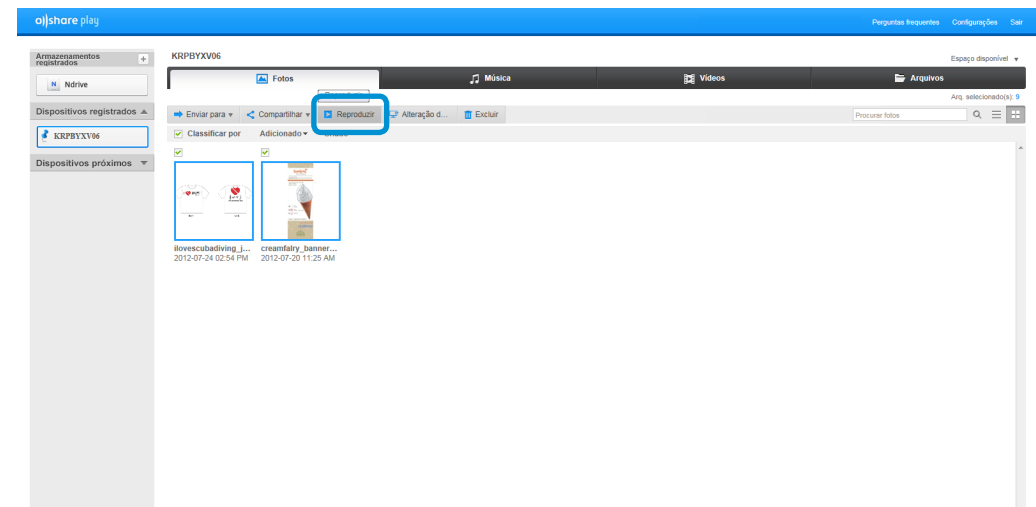 allshare play
Perguntas frequentes Configurações Sair
Armazenamentos registrados +
KRPBYXV06
Espaço disponível
N Ndrive
Fotos Música Vídeos Arquivos
Arq. selecionado(s): 9
Dispositivos registrados
Enviar para Compartilhar Reproduzir Alteração d... Excluir
Procurar fotos
KRPBYXV06
Classificar por Adicionado
Dispositivos próximos
ilovescubadiving_j...
2012-07-24 02:54 PM
creamfalry_banner...
2012-07-20 11:25 AM